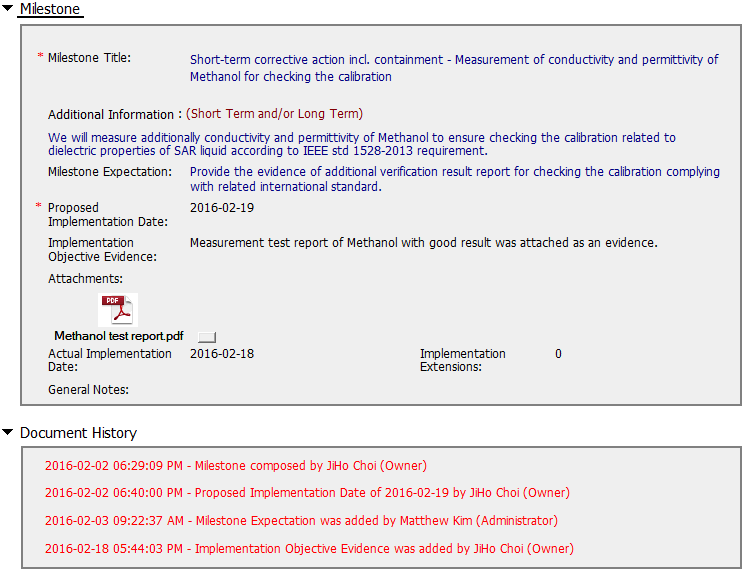 Milestone
* Milestone Title: Short-term corrective action incl. containment - Measurement of conductivity and permittivity of
Methanol for checking the calibration
Additional Information : (Short Term and/or Long Term)
We will measure additionally conductivity and permittivity of Methanol to ensure checking the calibration related to
dielectric properties of SAR liquid according to IEEE std 1528-2013 requirement.
Milestone Expectation: Provide the evidence of additional verification result report for checking the calibration complying
with related international standard.
* Proposed 2016-02-19
Implementation Date:
Implementation Measurement test report of Methanol with good result was attached as an evidence.
Objective Evidence:
Attachments:
PDF
Methanol test report.pdf
Actual Implementation 2016-02-18 Implementation 0
Date: Extensions:
General Notes:
Document History
2016-02-02 06:29:09 PM - Milestone composed by JiHo Choi (Owner)
2016-02-02 06:40:00 PM - Proposed Implementation Date of 2016-02-19 by JiHo Choi (Owner)
2016-02-03 09:22:37 AM - Milestone Expectation was added by Matthew Kim (Administrator)
2016-02-18 05:44:03 PM - Implementation Objective Evidence was added by JiHo Choi (Owner)